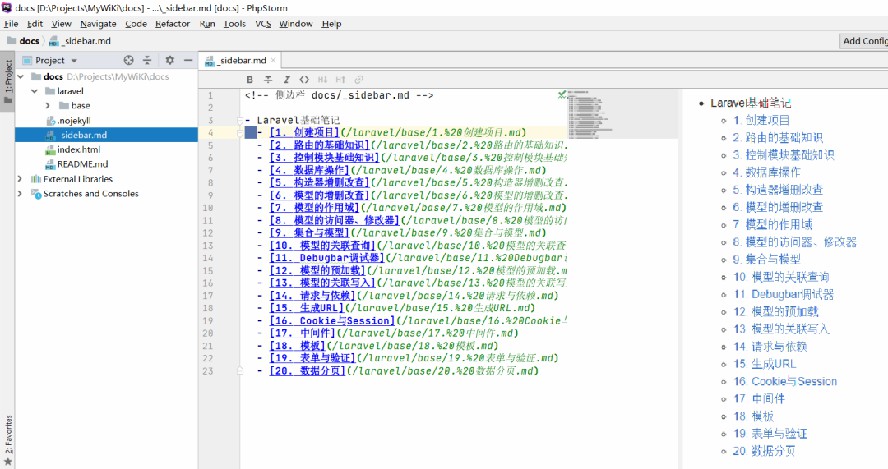 docs [D:\Projects\MyWiKi\docs] - ...\_sidebar.md [docs] - PhpStorm
File Edit View Navigate Code Refactor Run Tools VCS Window Help
docs _sidebar.md Add Config
1: Project
Project
_sidebar.md
docs D:\Projects\MyWiKi\docs
laravel
base
.nojekyll
_sidebar.md
index.html
README.md
External Libraries
Scratches and Consoles
2: Favorites
B I <> H↓ H↑
1 <!-- 侧边栏 docs/_sidebar.md -->
2
3 - Laravel基础笔记
4 - [1. 创建项目](/laravel/base/1.%20创建项目.md)
5 - [2. 路由的基础知识](/laravel/base/2.%20路由的基础知识.
6 - [3. 控制模块基础知识](/laravel/base/3.%20控制模块基础
7 - [4. 数据库操作](/laravel/base/4.%20数据库操作.md)
8 - [5. 构造器增删改查](/laravel/base/5.%20构造器增删改查.
9 - [6. 模型的增删改查](/laravel/base/6.%20模型的增删改查.
10 - [7. 模型的作用域](/laravel/base/7.%20模型的作用域.md)
11 - [8. 模型的访问器、修改器](/laravel/base/8.%20模型的访
12 - [9. 集合与模型](/laravel/base/9.%20集合与模型.md)
13 - [10. 模型的关联查询](/laravel/base/10.%20模型的关联查
14 - [11. Debugbar调试器](/laravel/base/11.%20Debugbar
15 - [12. 模型的预加载](/laravel/base/12.%20模型的预加载.m
16 - [13. 模型的关联写入](/laravel/base/13.%20模型的关联写
17 - [14. 请求与依赖](/laravel/base/14.%20请求与依赖.md)
18 - [15. 生成URL](/laravel/base/15.%20生成URL.md)
19 - [16. Cookie与Session](/laravel/base/16.%20Cookie与
20 - [17. 中间件](/laravel/base/17.%20中间件.md)
21 - [18. 模板](/laravel/base/18.%20模板.md)
22 - [19. 表单与验证](/laravel/base/19.%20表单与验证.md)
23 - [20. 数据分页](/laravel/base/20.%20数据分页.md)
Laravel基础笔记
1. 创建项目
2. 路由的基础知识
3. 控制模块基础知识
4. 数据库操作
5. 构造器增删改查
6. 模型的增删改查
7. 模型的作用域
8. 模型的访问器、修改器
9. 集合与模型
10. 模型的关联查询
11. Debugbar调试器
12. 模型的预加载
13. 模型的关联写入
14. 请求与依赖
15. 生成URL
16. Cookie与Session
17. 中间件
18. 模板
19. 表单与验证
20. 数据分页